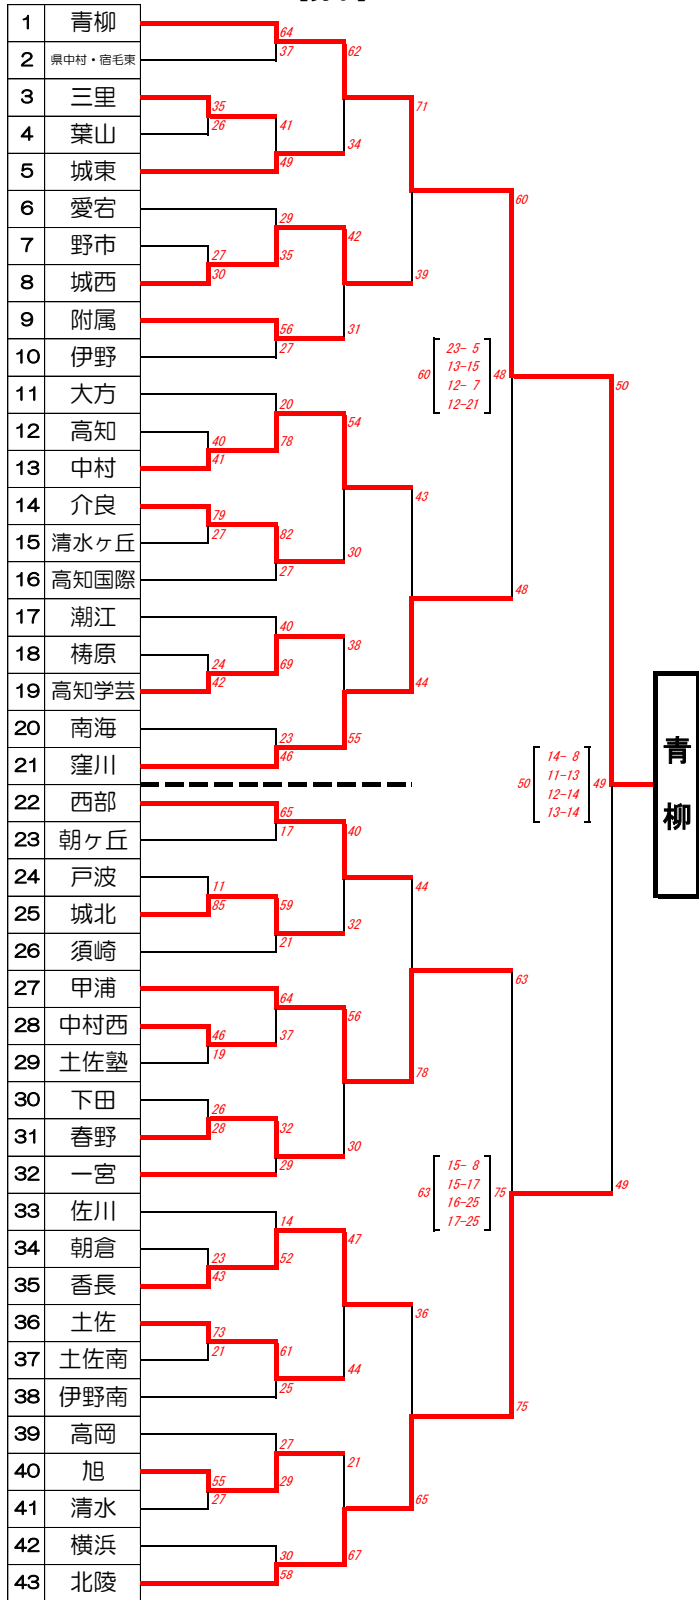 1 青柳
2 県中村・宿毛東
3 三里
4 葉山
5 城東
6 愛宕
7 野市
8 城西
9 附属
10 伊野
11 大方
12 高知
13 中村
14 介良
15 清水ヶ丘
16 高知国際
17 潮江
18 梼原
19 高知学芸
20 南海
21 窪川
22 西部
23 朝ヶ丘
24 戸波
25 城北
26 須崎
27 甲浦
28 中村西
29 土佐塾
30 下田
31 春野
32 一宮
33 佐川
34 朝倉
35 香長
36 土佐
37 土佐南
38 伊野南
39 高岡
40 旭
41 清水
42 横浜
43 北陵
35
26
27
30
40
41
79
27
24
42
11
85
46
19
26
28
23
43
73
21
55
27
64
37
41
49
29
35
56
27
20
78
82
27
40
69
23
46
65
17
59
21
64
37
32
29
14
52
61
25
27
29
30
58
62
34
42
31
54
30
38
55
40
32
56
30
47
44
21
67
71
39
43
44
44
78
36
65
60
48
63
75
60
23- 5
13-15
12- 7
12-21
48
63
15- 8
15-17
16-25
17-25
75
50
49
50
14- 8
11-13
12-14
13-14
49
青柳